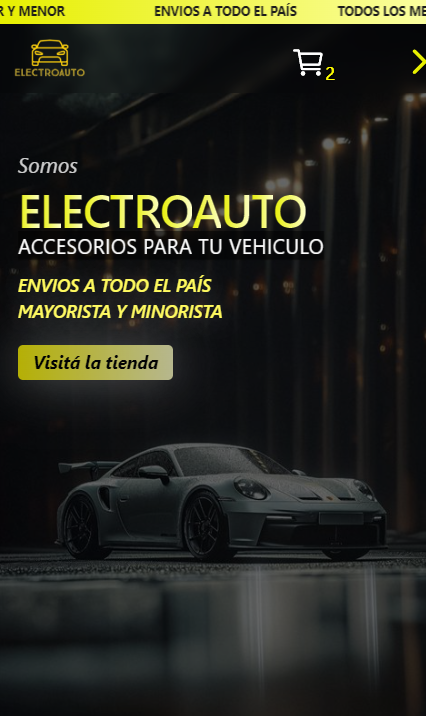 R Y MENOR ENVIOS A TODO EL PAÍS TODOS LOS ME
ELECTROAUTO
2
Somos
ELECTROAUTO
ACCESORIOS PARA TU VEHICULO
ENVIOS A TODO EL PAÍS
MAYORISTA Y MINORISTA
Visitá la tienda